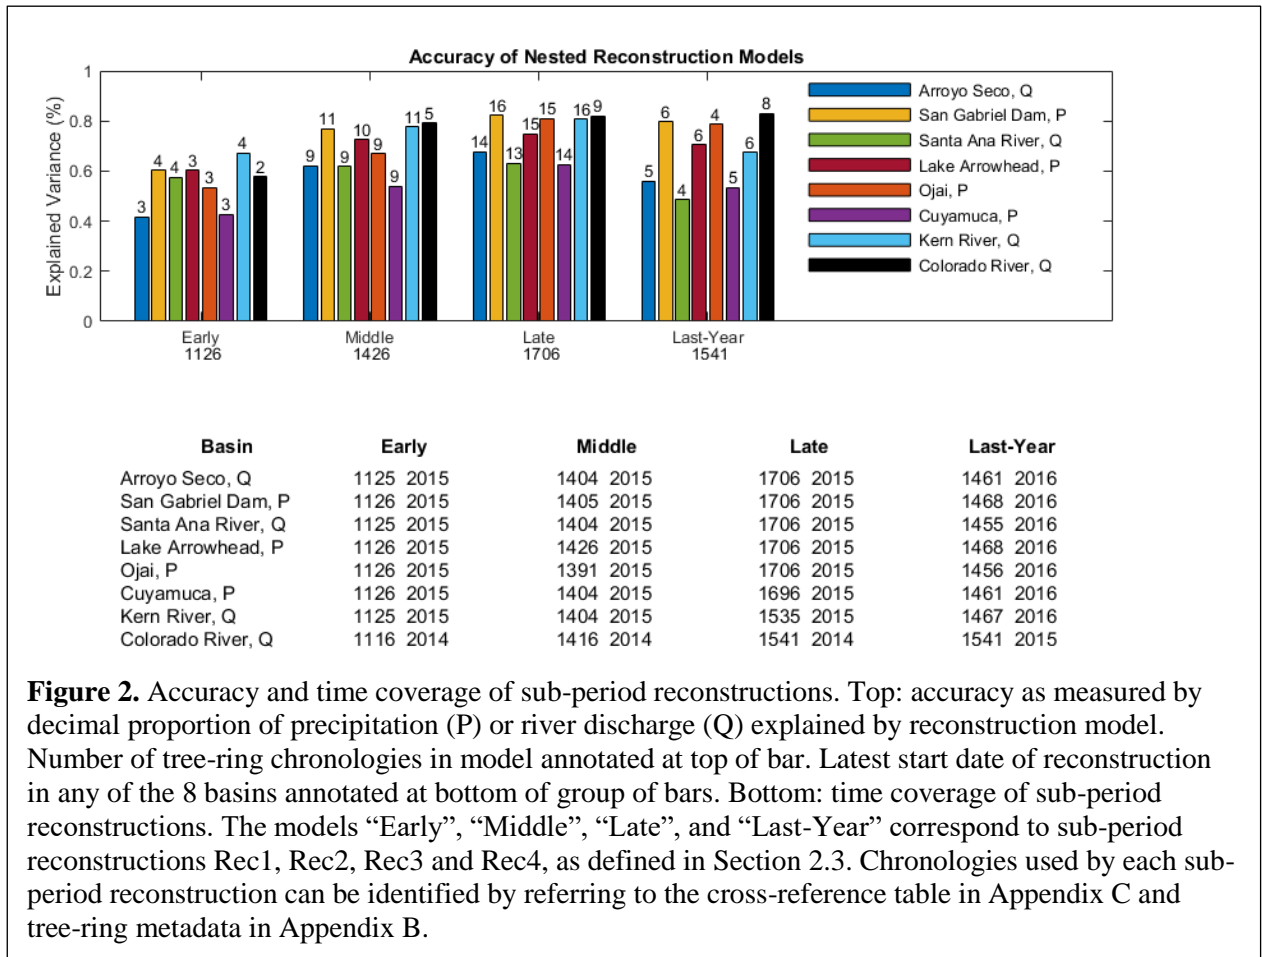 Accuracy of Nested Reconstruction Models
Explained Variance (%)
1
0.8
0.6
0.4
0.2
0
3 4 4 3 3 3 4 2
9 11 9 10 9 9 11 5
14 16 13 15 15 14 16 9
5 6 4 6 4 5 6 8
Early Middle Late Last-Year
1126 1426 1706 1541
Arroyo Seco, Q
San Gabriel Dam, P
Santa Ana River, Q
Lake Arrowhead, P
Ojai, P
Cuyamuca, P
Kern River, Q
Colorado River, Q
Basin Early Middle Late Last-Year
Arroyo Seco, Q 1125 2015 1404 2015 1706 2015 1461 2016
San Gabriel Dam, P 1126 2015 1405 2015 1706 2015 1468 2016
Santa Ana River, Q 1125 2015 1404 2015 1706 2015 1455 2016
Lake Arrowhead, P 1126 2015 1426 2015 1706 2015 1468 2016
Ojai, P 1126 2015 1391 2015 1706 2015 1456 2016
Cuyamuca, P 1126 2015 1404 2015 1696 2015 1461 2016
Kern River, Q 1125 2015 1404 2015 1535 2015 1467 2016
Colorado River, Q 1116 2014 1416 2014 1541 2014 1541 2015
Figure 2. Accuracy and time coverage of sub-period reconstructions. Top: accuracy as measured by
decimal proportion of precipitation (P) or river discharge (Q) explained by reconstruction model.
Number of tree-ring chronologies in model annotated at top of bar. Latest start date of reconstruction
in any of the 8 basins annotated at bottom of group of bars. Bottom: time coverage of sub-period
reconstructions. The models “Early”, “Middle”, “Late”, and “Last-Year” correspond to sub-period
reconstructions Rec1, Rec2, Rec3 and Rec4, as defined in Section 2.3. Chronologies used by each sub-
period reconstruction can be identified by referring to the cross-reference table in Appendix C and
tree-ring metadata in Appendix B.